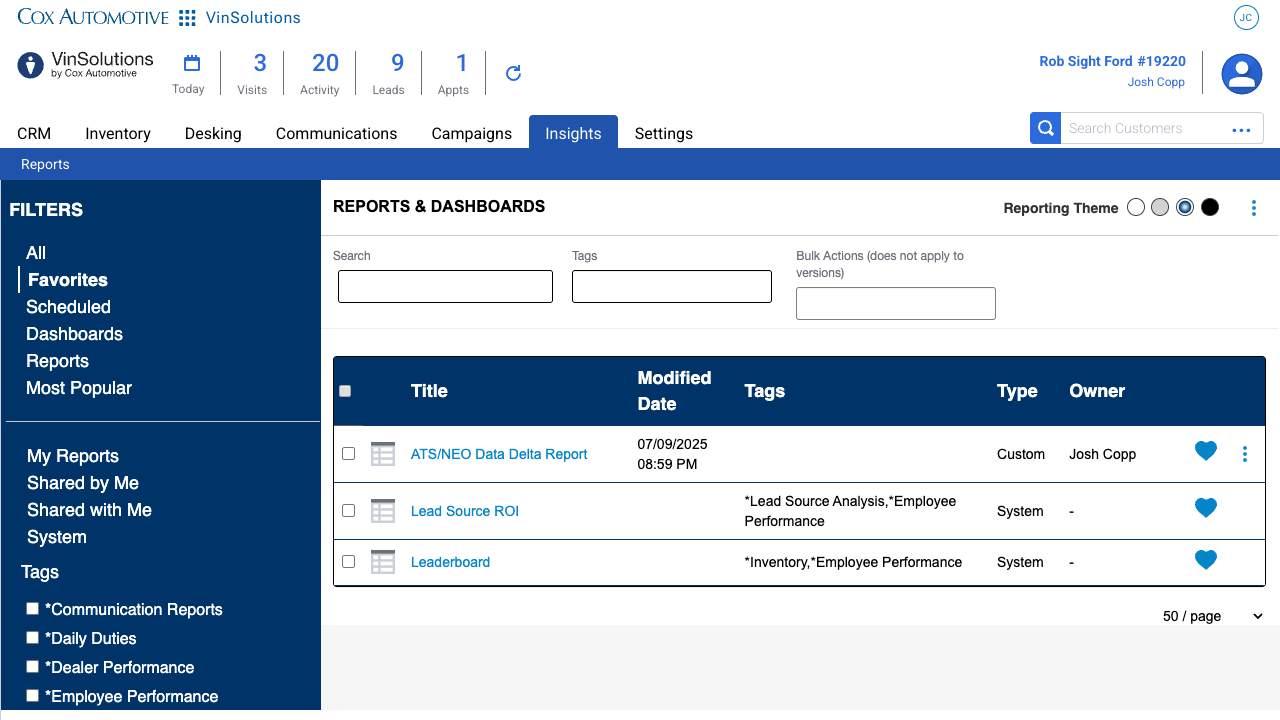 COX AUTOMOTIVE VinSolutions JC
VinSolutions
by Cox Automotive
Today
3 Visits
20 Activity
9 Leads
1 Appts
Rob Sight Ford #19220
Josh Copp
CRM Inventory Desking Communications Campaigns Insights Settings
Search Customers
Reports
FILTERS
All
Favorites
Scheduled
Dashboards
Reports
Most Popular
My Reports
Shared by Me
Shared with Me
System
Tags
*Communication Reports
*Daily Duties
*Dealer Performance
*Employee Performance
REPORTS & DASHBOARDS
Reporting Theme
Search
Tags
Bulk Actions (does not apply to
versions)
Title Modified Date Tags Type Owner
ATS/NEO Data Delta Report 07/09/2025 08:59 PM Custom Josh Copp
Lead Source ROI *Lead Source Analysis,*Employee Performance System -
Leaderboard *Inventory,*Employee Performance System -
50 / page